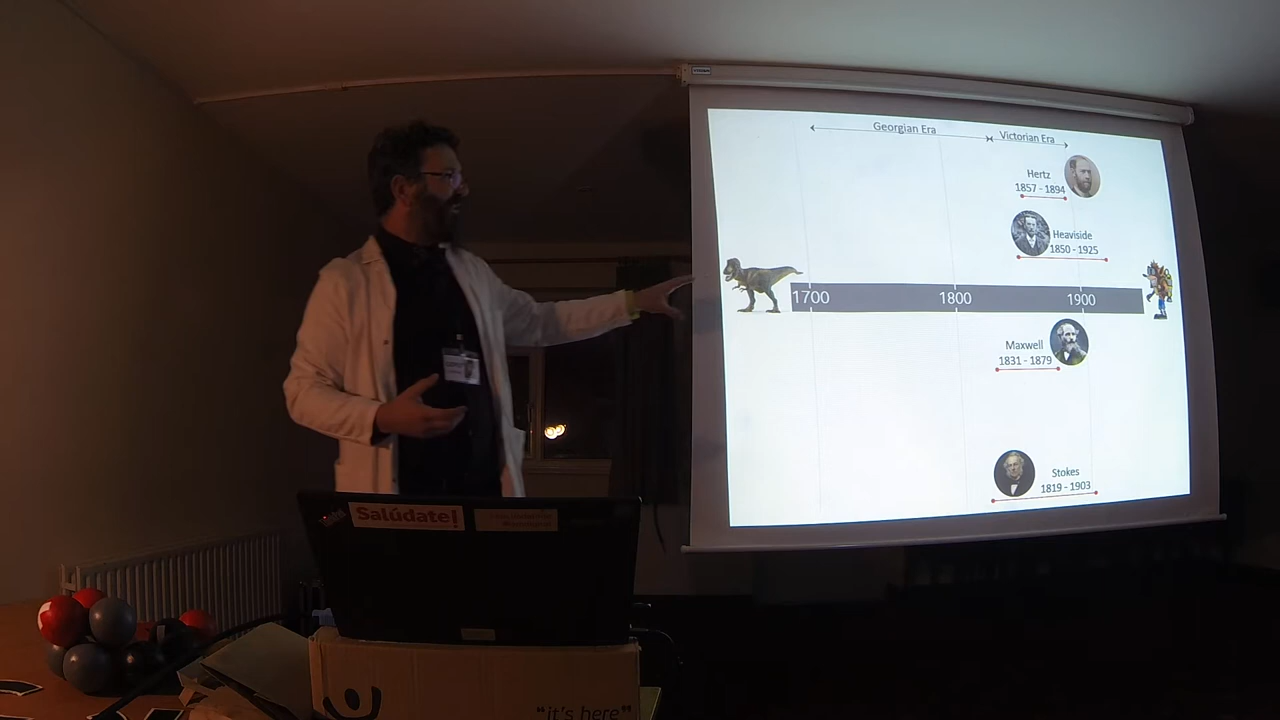 Georgian Era
Victorian Era
Hertz
1857 - 1894
Heaviside
1850 - 1925
1700
1800
1900
Maxwell
1831 - 1879
Stokes
1819 - 1903
Salúdate!
"it's here"